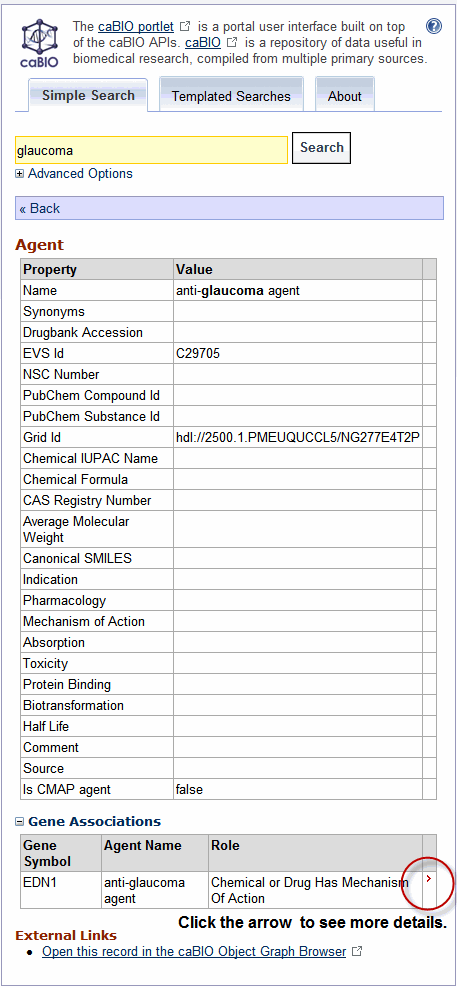 The caBIO portlet is a portal user interface built on top
of the caBIO APIs. caBIO is a repository of data useful in
biomedical research, compiled from multiple primary sources.
?
caBIO
Simple Search Templated Searches About
glaucoma Search
Advanced Options
« Back
Agent
Property Value
Name anti-glaucoma agent
Synonyms
Drugbank Accession
EVS Id C29705
NSC Number
PubChem Compound Id
PubChem Substance Id
Grid Id hdl://2500.1.PMEUQUCCL5/NG277E4T2P
Chemical IUPAC Name
Chemical Formula
CAS Registry Number
Average Molecular
Weight
Canonical SMILES
Indication
Pharmacology
Mechanism of Action
Absorption
Toxicity
Protein Binding
Biotransformation
Half Life
Comment
Source
Is CMAP agent false
Gene Associations
Gene Agent Name Role
Symbol
EDN1 anti-glaucoma Chemical or Drug Has Mechanism ›
agent Of Action
Click the arrow to see more details.
External Links
• Open this record in the caBIO Object Graph Browser